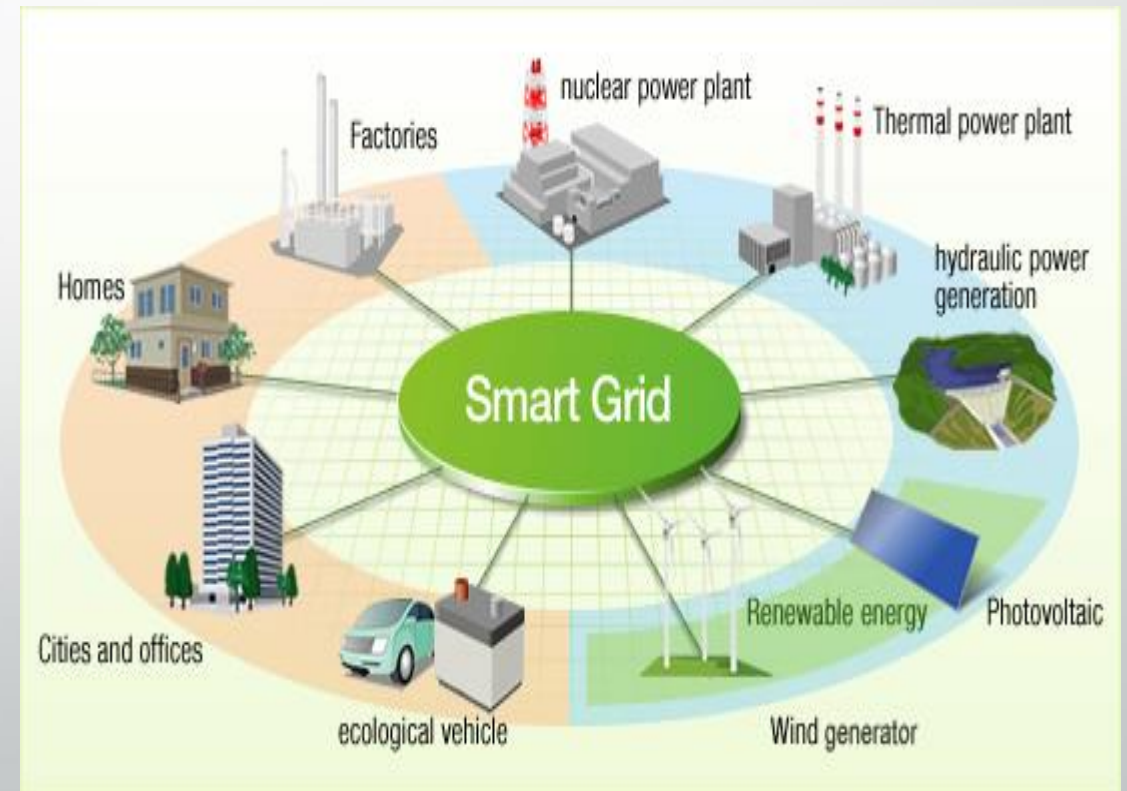 nuclear power plant
Factories
Thermal power plant
Homes
hydraulic power
generation
Smart Grid
Renewable energy
Photovoltaic
Cities and offices
ecological vehicle
Wind generator